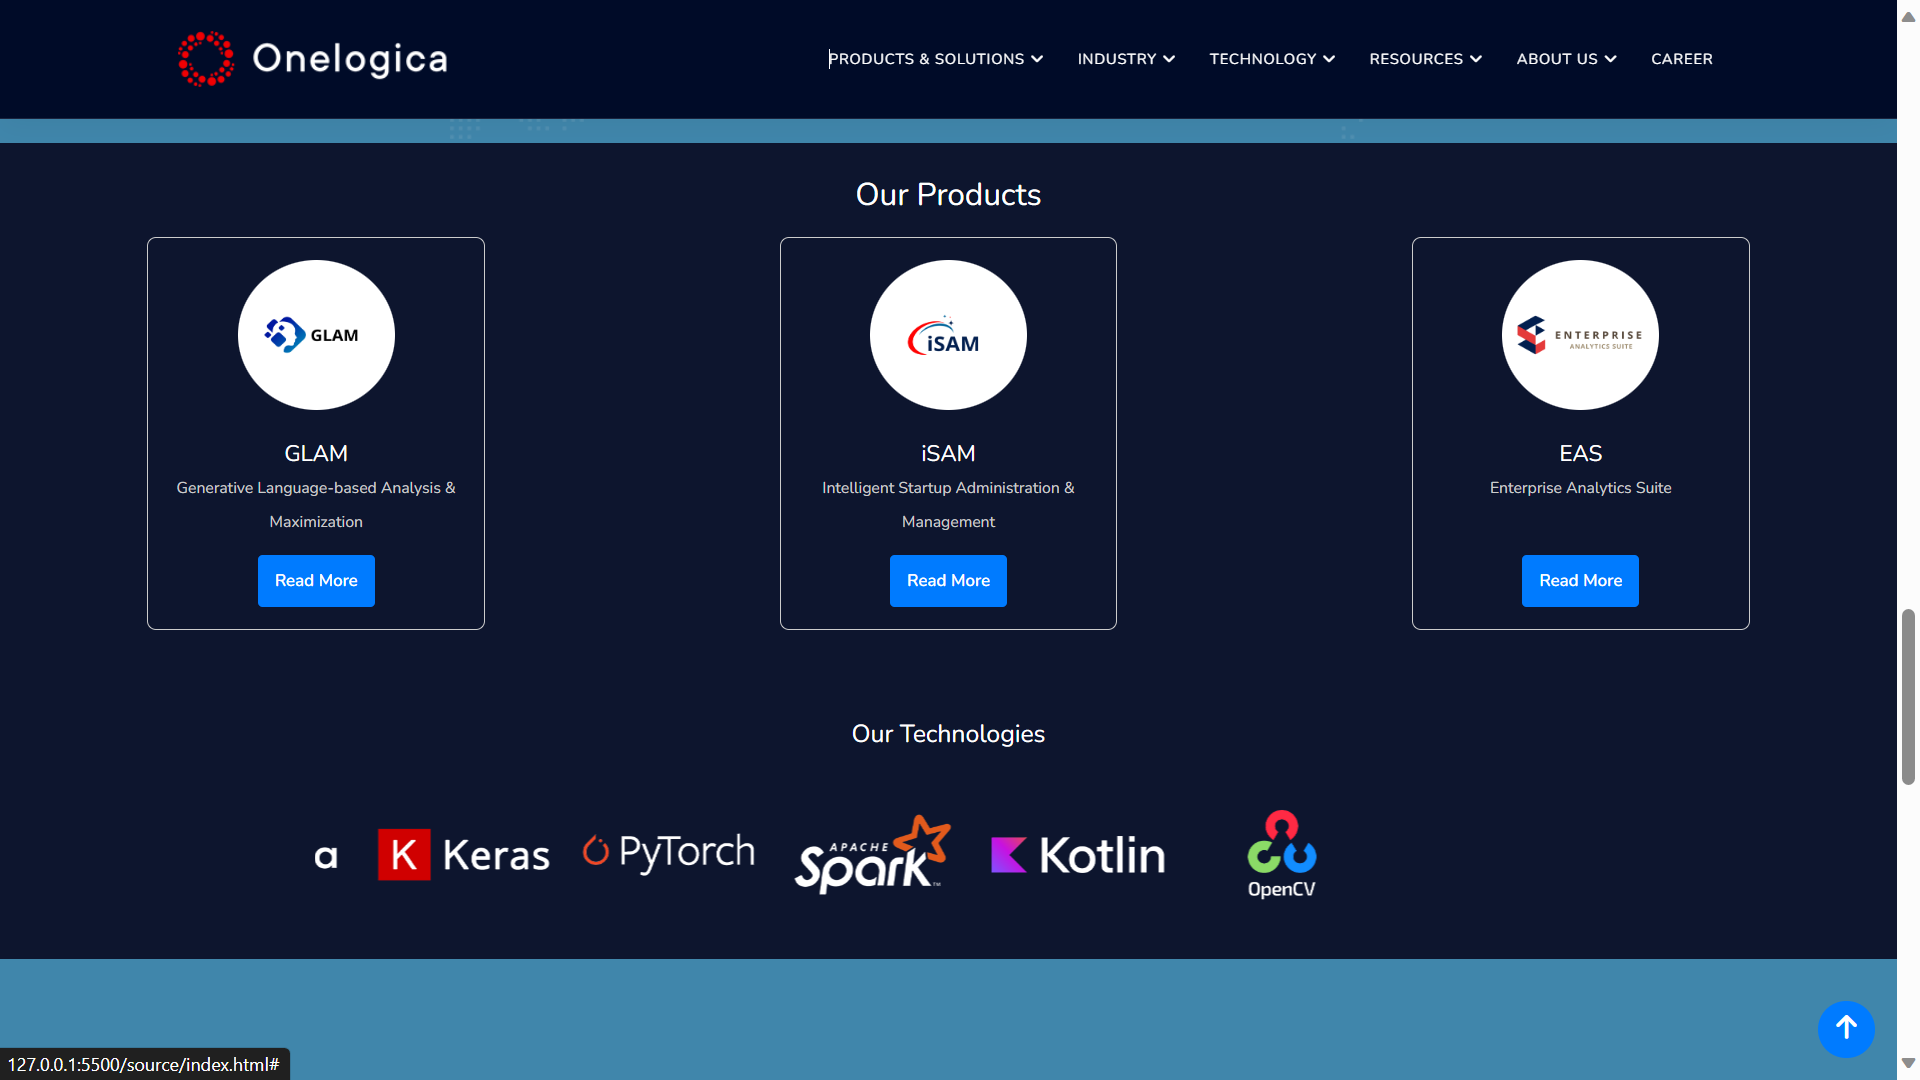 Onelogica
PRODUCTS & SOLUTIONS
INDUSTRY
TECHNOLOGY
RESOURCES
ABOUT US
CAREER
Our Products
GLAM
iSAM
ENTERPRISE
ANALYTICS SUITE
GLAM
Generative Language-based Analysis &
Maximization
Read More
iSAM
Intelligent Startup Administration &
Management
Read More
EAS
Enterprise Analytics Suite
Read More
Our Technologies
a
K Keras
PyTorch
APACHE
Spark™
Kotlin
OpenCV
127.0.0.1:5500/source/index.html#